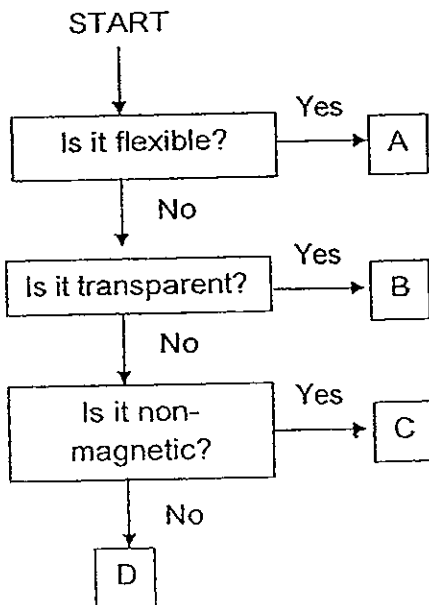 START
Is it flexible?
Yes
A
No
Is it transparent?
Yes
B
No
Is it non-
magnetic?
Yes
C
No
D